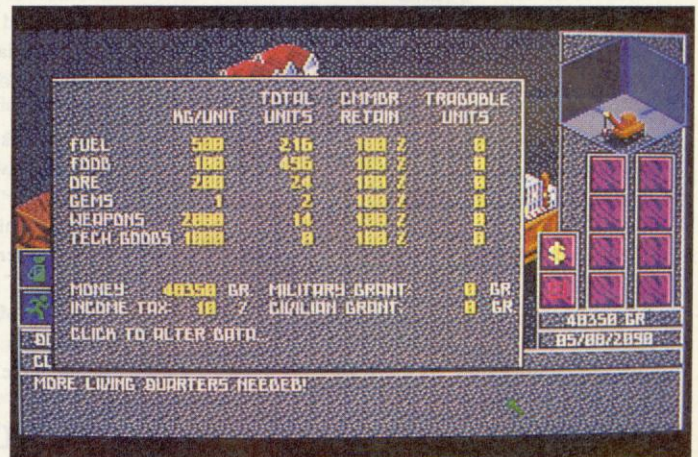 TOTAL CMMDR TRADABLE
KG/UNIT UNITS RETAIN UNITS
FUEL 500 216 100 % 0
FOOD 100 496 100 % 0
ORE 200 24 100 % 0
GEMS 1 2 100 % 0
WEAPONS 2000 14 100 % 0
TECH GOODS 1000 0 100 % 0
MONEY: 48350 GR. MILITARY GRANT: 0 GR.
INCOME TAX: 10 % CIVILIAN GRANT: 0 GR.
CLICK TO ALTER DATA...
$
48350 GR
05/08/2090
CL
MORE LIVING QUARTERS NEEDED!